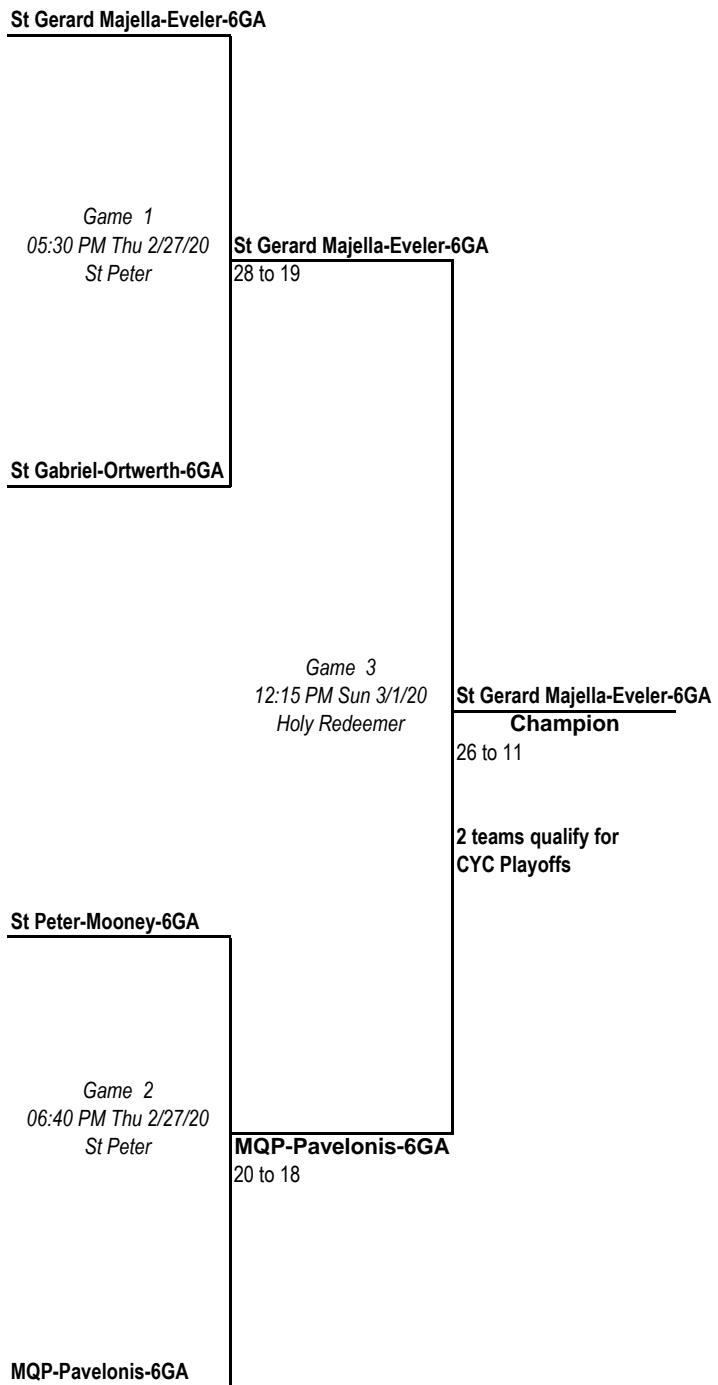 St Gerard Majella-Eveler-6GA
Game 1
05:30 PM Thu 2/27/20
St Peter
St Gerard Majella-Eveler-6GA
28 to 19
St Gabriel-Ortwerth-6GA
Game 3
12:15 PM Sun 3/1/20
Holy Redeemer
St Gerard Majella-Eveler-6GA
Champion
26 to 11
2 teams qualify for
CYC Playoffs
St Peter-Mooney-6GA
Game 2
06:40 PM Thu 2/27/20
St Peter
MQP-Pavelonis-6GA
20 to 18
MQP-Pavelonis-6GA